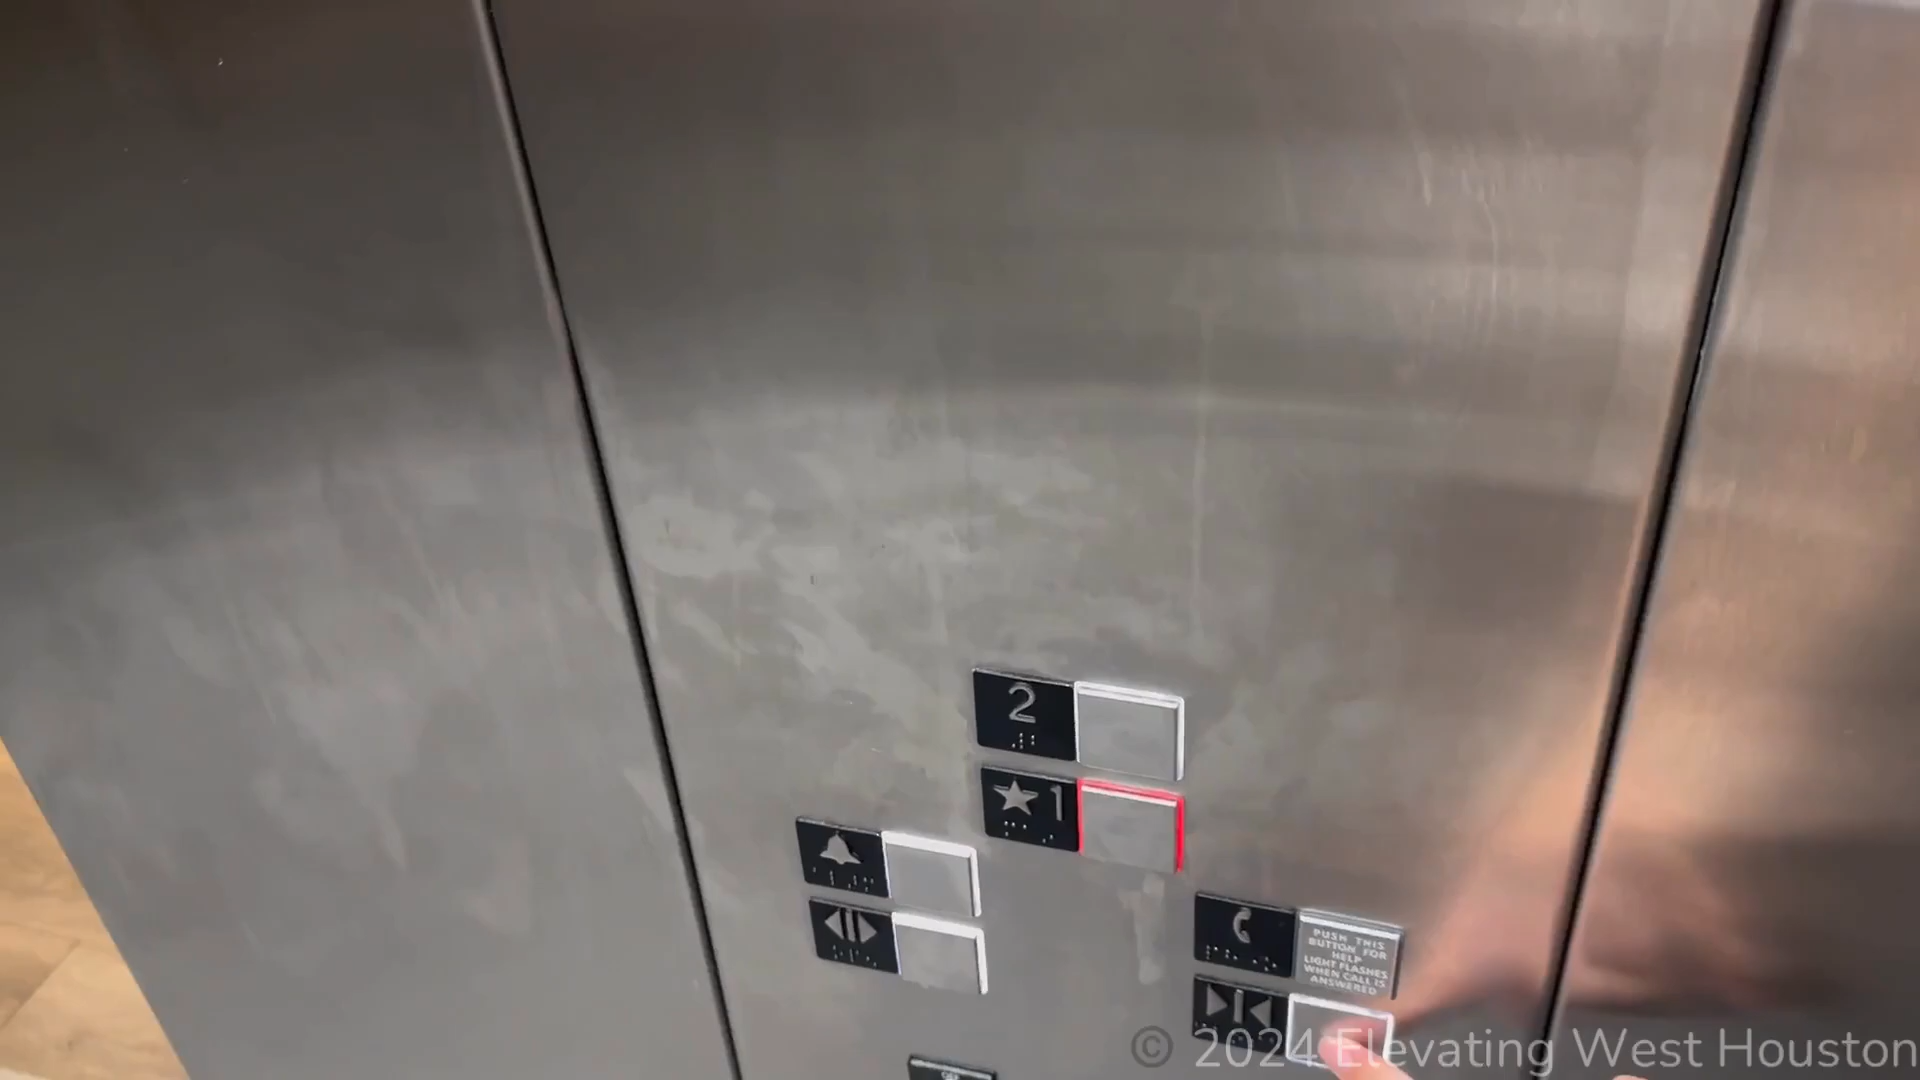 2
★1
PUSH THIS
BUTTON FOR
HELP
LIGHT FLASHES
WHEN CALL IS
ANSWERED
© 2024 Elevating West Houston